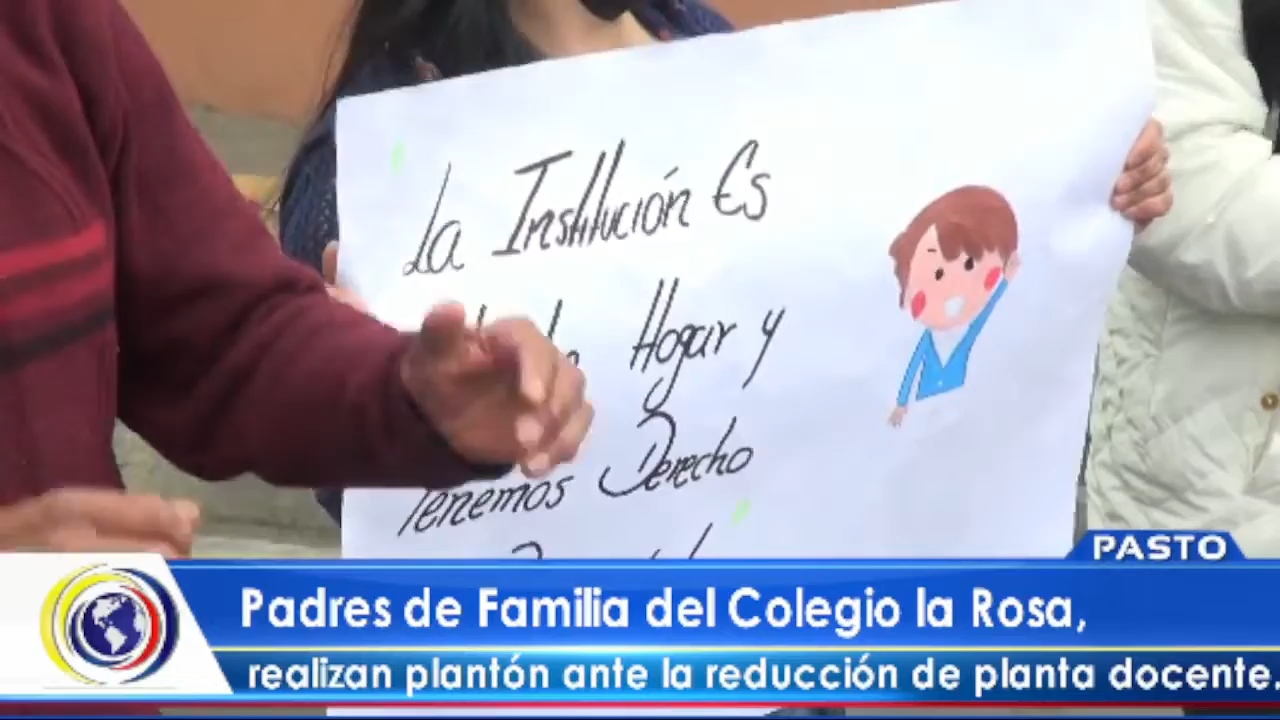 La Institución Es
Hogar y
Tenemos Derecho
PASTO
Padres de Familia del Colegio la Rosa,
realizan plantón ante la reducción de planta docente.